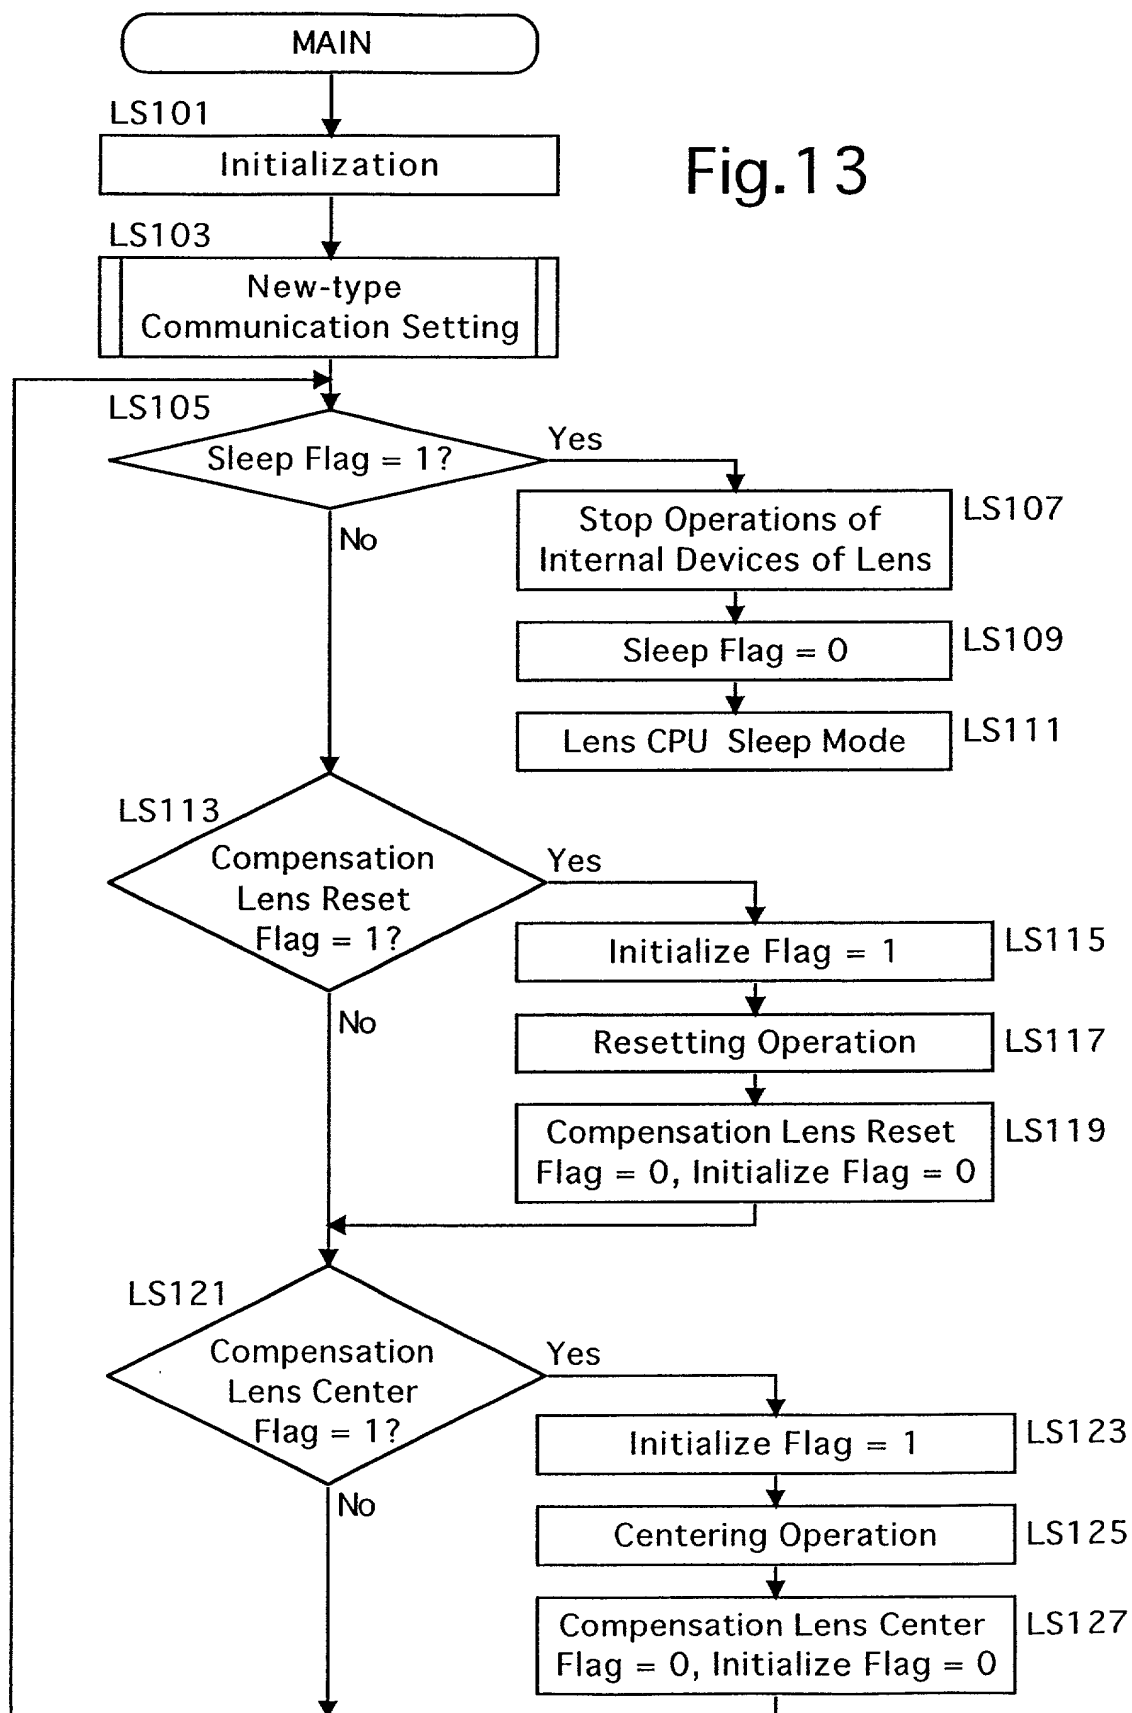 MAIN
LS101
Initialization
Fig.13
LS103
New-type
Communication Setting
LS105
Sleep Flag = 1?
Yes
No
Stop Operations of
Internal Devices of Lens
LS107
Sleep Flag = 0
LS109
Lens CPU Sleep Mode
LS111
LS113
Compensation
Lens Reset
Flag = 1?
Yes
No
Initialize Flag = 1
LS115
Resetting Operation
LS117
Compensation Lens Reset
Flag = 0, Initialize Flag = 0
LS119
LS121
Compensation
Lens Center
Flag = 1?
Yes
No
Initialize Flag = 1
LS123
Centering Operation
LS125
Compensation Lens Center
Flag = 0, Initialize Flag = 0
LS127